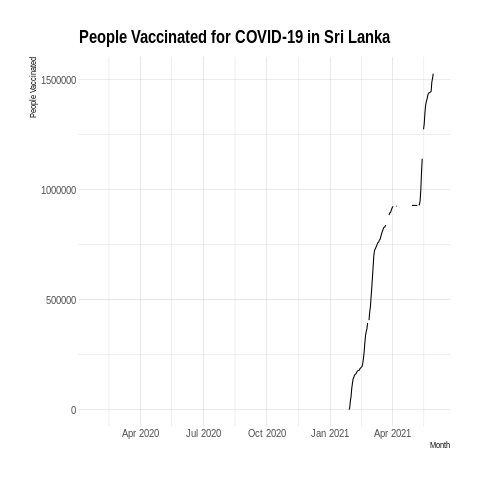 People Vaccinated for COVID-19 in Sri Lanka
People Vaccinated
1500000
1000000
500000
0
Apr 2020 Jul 2020 Oct 2020 Jan 2021 Apr 2021
Month